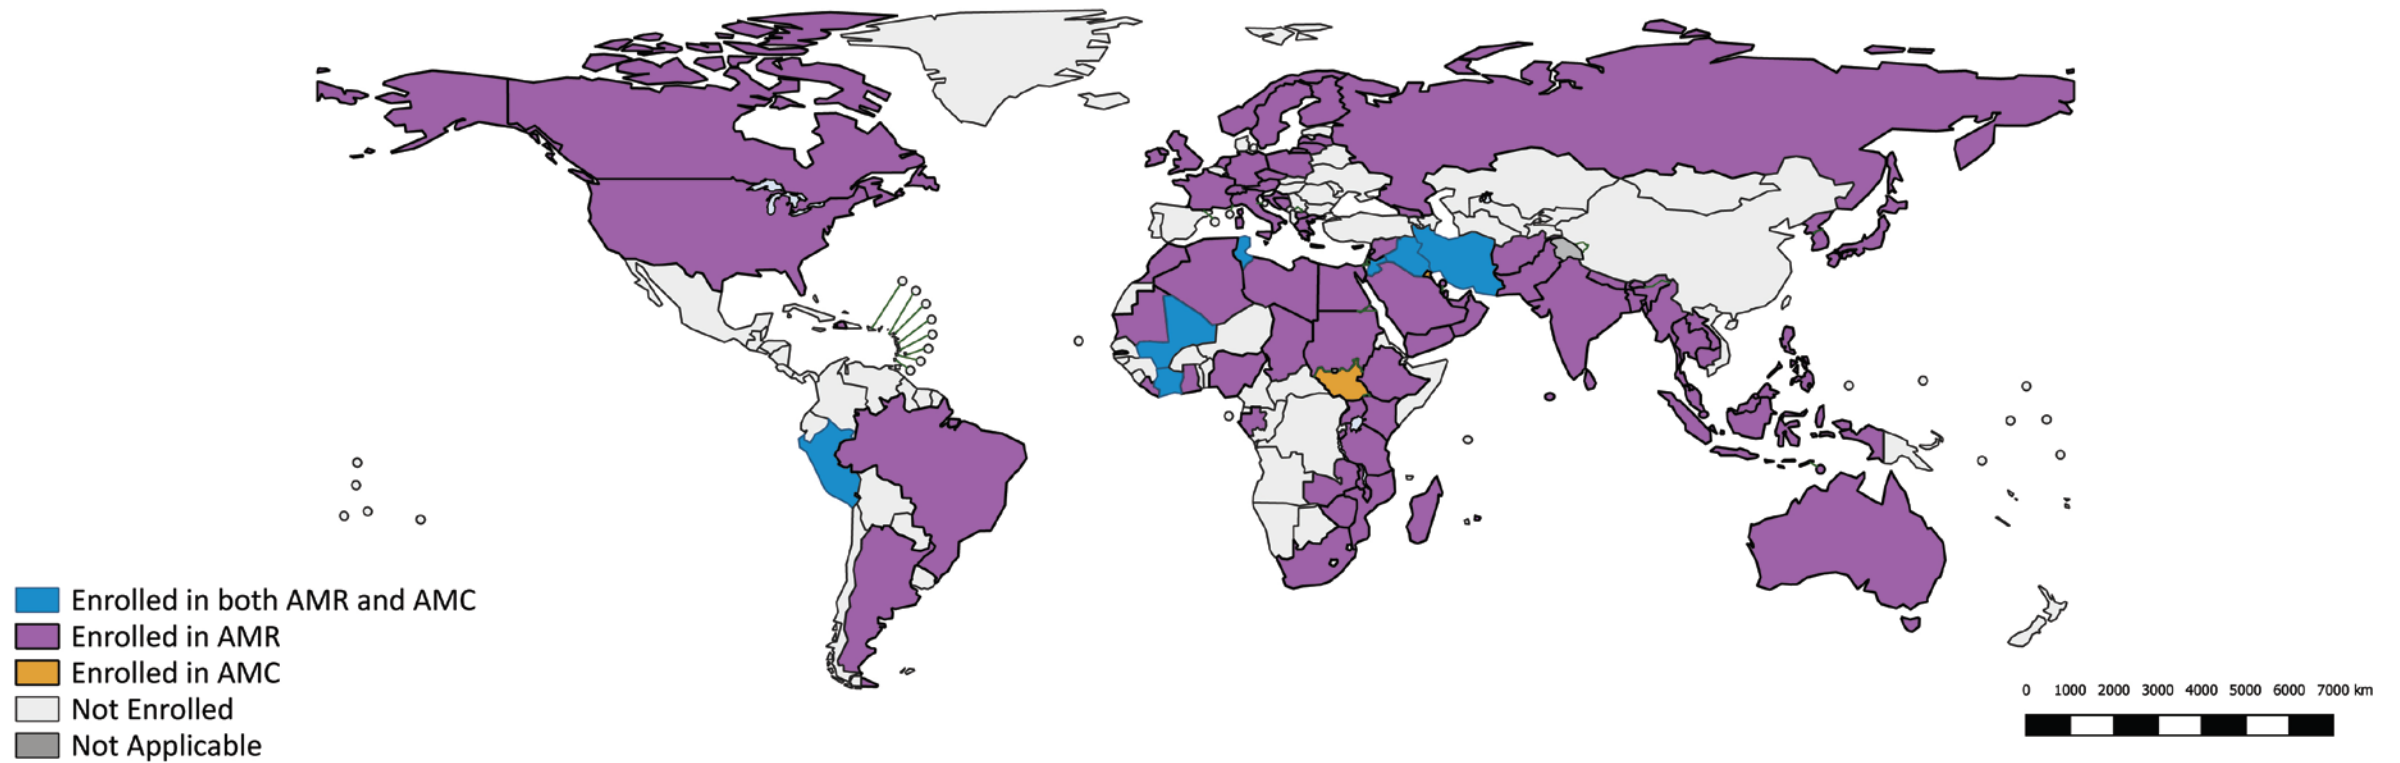 Enrolled in both AMR and AMC
Enrolled in AMR
Enrolled in AMC
Not Enrolled
Not Applicable
0 1000 2000 3000 4000 5000 6000 7000 km